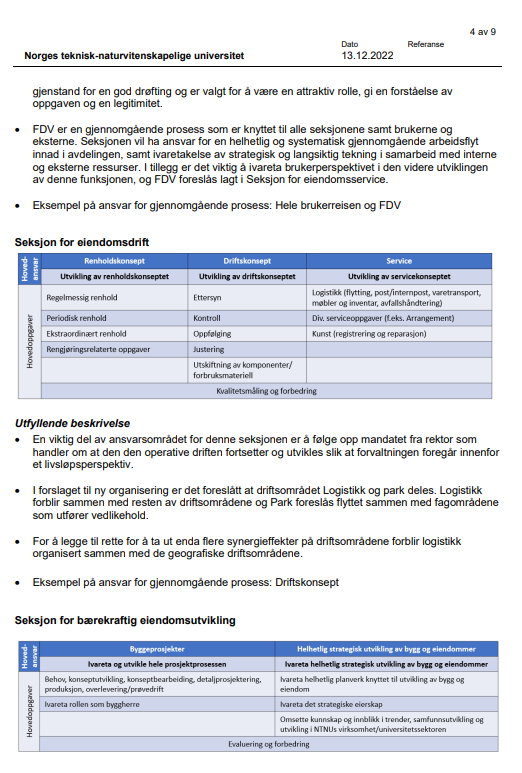 4 av 9
Dato
Referanse
Norges teknisk-naturvitenskapelige universitet
13.12.2022
gjenstand for en god drøfting og er valgt for å være en attraktiv rolle, gi en forståelse av
oppgaven og en legitimitet.
• FDV er en gjennomgående prosess som er knyttet til alle seksjonene samt brukerne og
eksterne. Seksjonen vil ha ansvar for en helhetlig og systematisk gjennomgående arbeidsflyt
innad i avdelingen, samt ivaretakelse av strategisk og langsiktig tekning i samarbeid med interne
og eksterne ressurser. I tillegg er det viktig å ivareta brukerperspektivet i den videre utviklingen
av denne funksjonen, og FDV foreslås lagt i Seksjon for eiendomsservice.
• Eksempel på ansvar for gjennomgående prosess: Hele brukerreisen og FDV
Seksjon for eiendomsdrift
Hoved-
ansvar
Renholdskonsept
Driftskonsept
Service
Utvikling av renholdskonseptet
Utvikling av driftskonseptet
Utvikling av servicekonseptet
Hovedoppgaver
Regelmessig renhold
Ettersyn
Logistikk (flytting, post/internpost, varetransport,
møbler og inventar, avfallshåndtering)
Periodisk renhold
Kontroll
Div. serviceoppgaver (f.eks. Arrangement)
Ekstraordinært renhold
Oppfølging
Kunst (registrering og reparasjon)
Rengjøringsrelaterte oppgaver
Justering
Utskiftning av komponenter/
forbruksmateriell
Kvalitetsmåling og forbedring
Utfyllende beskrivelse
• En viktig del av ansvarsområdet for denne seksjonen er å følge opp mandatet fra rektor som
handler om at den den operative driften fortsetter og utvikles slik at forvaltningen foregår innenfor
et livsløpsperspektiv.
• I forslaget til ny organisering er det foreslått at driftsområdet Logistikk og park deles. Logistikk
forblir sammen med resten av driftsområdene og Park foreslås flyttet sammen med fagområdene
som utfører vedlikehold.
• For å legge til rette for å ta ut enda flere synergieffekter på driftsområdene forblir logistikk
organisert sammen med de geografiske driftsområdene.
• Eksempel på ansvar for gjennomgående prosess: Driftskonsept
Seksjon for bærekraftig eiendomsutvikling
Hoved-
ansvar
Byggeprosjekter
Helhetlig strategisk utvikling av bygg og eiendommer
Ivareta og utvikle hele prosjektprosessen
Ivareta helhetlig strategisk utvikling av bygg og eiendommer
Hovedoppgaver
Behov, konseptutvikling, konseptbearbeiding, detaljprosjektering,
produksjon, overlevering/prøvedrift
Ivareta helhetlig planverk knyttet til utvikling av bygg og
eiendom
Ivareta rollen som byggherre
Ivareta det strategiske eierskap
Omsette kunnskap og innblikk i trender, samfunnsutvikling og
utvikling i NTNUs virksomhet/universitetssektoren
Evaluering og forbedring